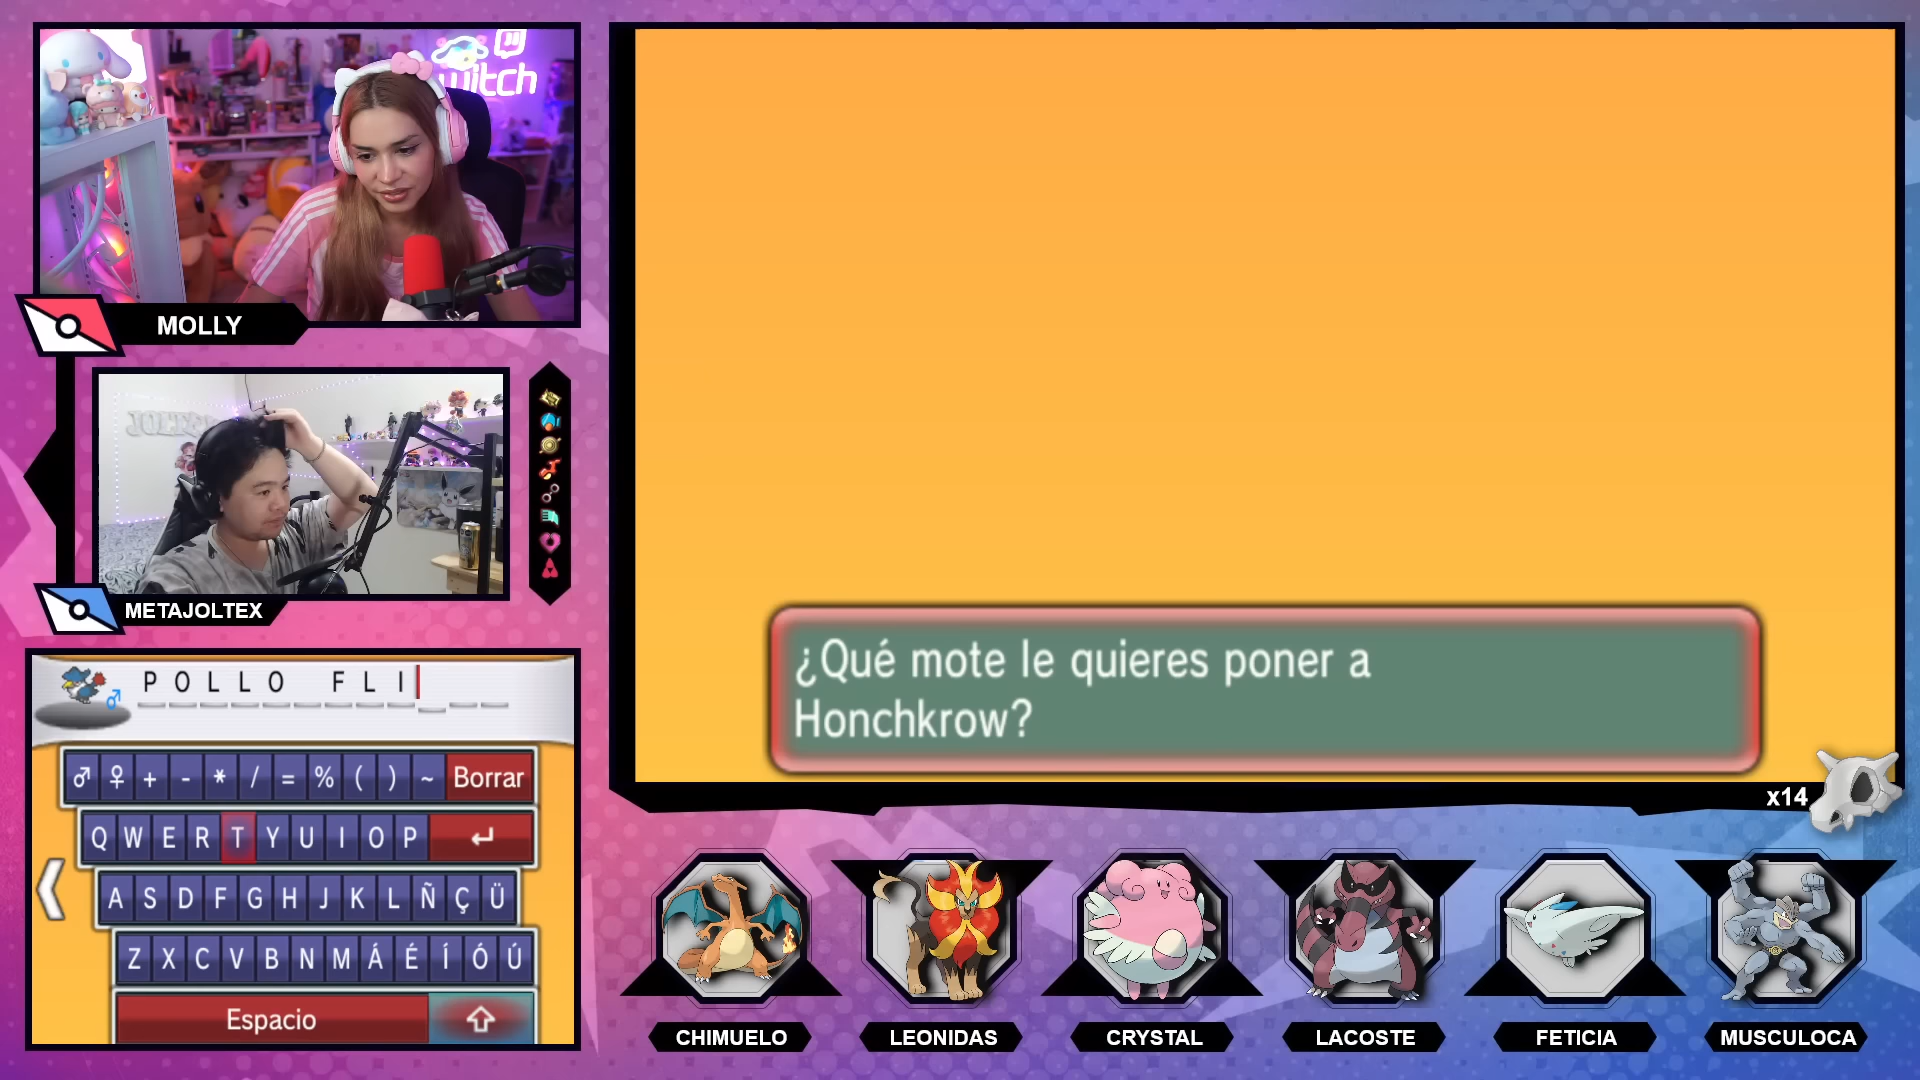 witch
MOLLY
METAJOLTEX
POLLO FLI
♂ ♀ + - * / = % ( ) ~ Borrar
Q W E R T Y U I O P ↵
A S D F G H J K L Ñ Ç Ü
Z X C V B N M Á É Í Ó Ú
Espacio
¿Qué mote le quieres poner a
Honchkrow?
x14
CHIMUELO
LEONIDAS
CRYSTAL
LACOSTE
FETICIA
MUSCULOCA